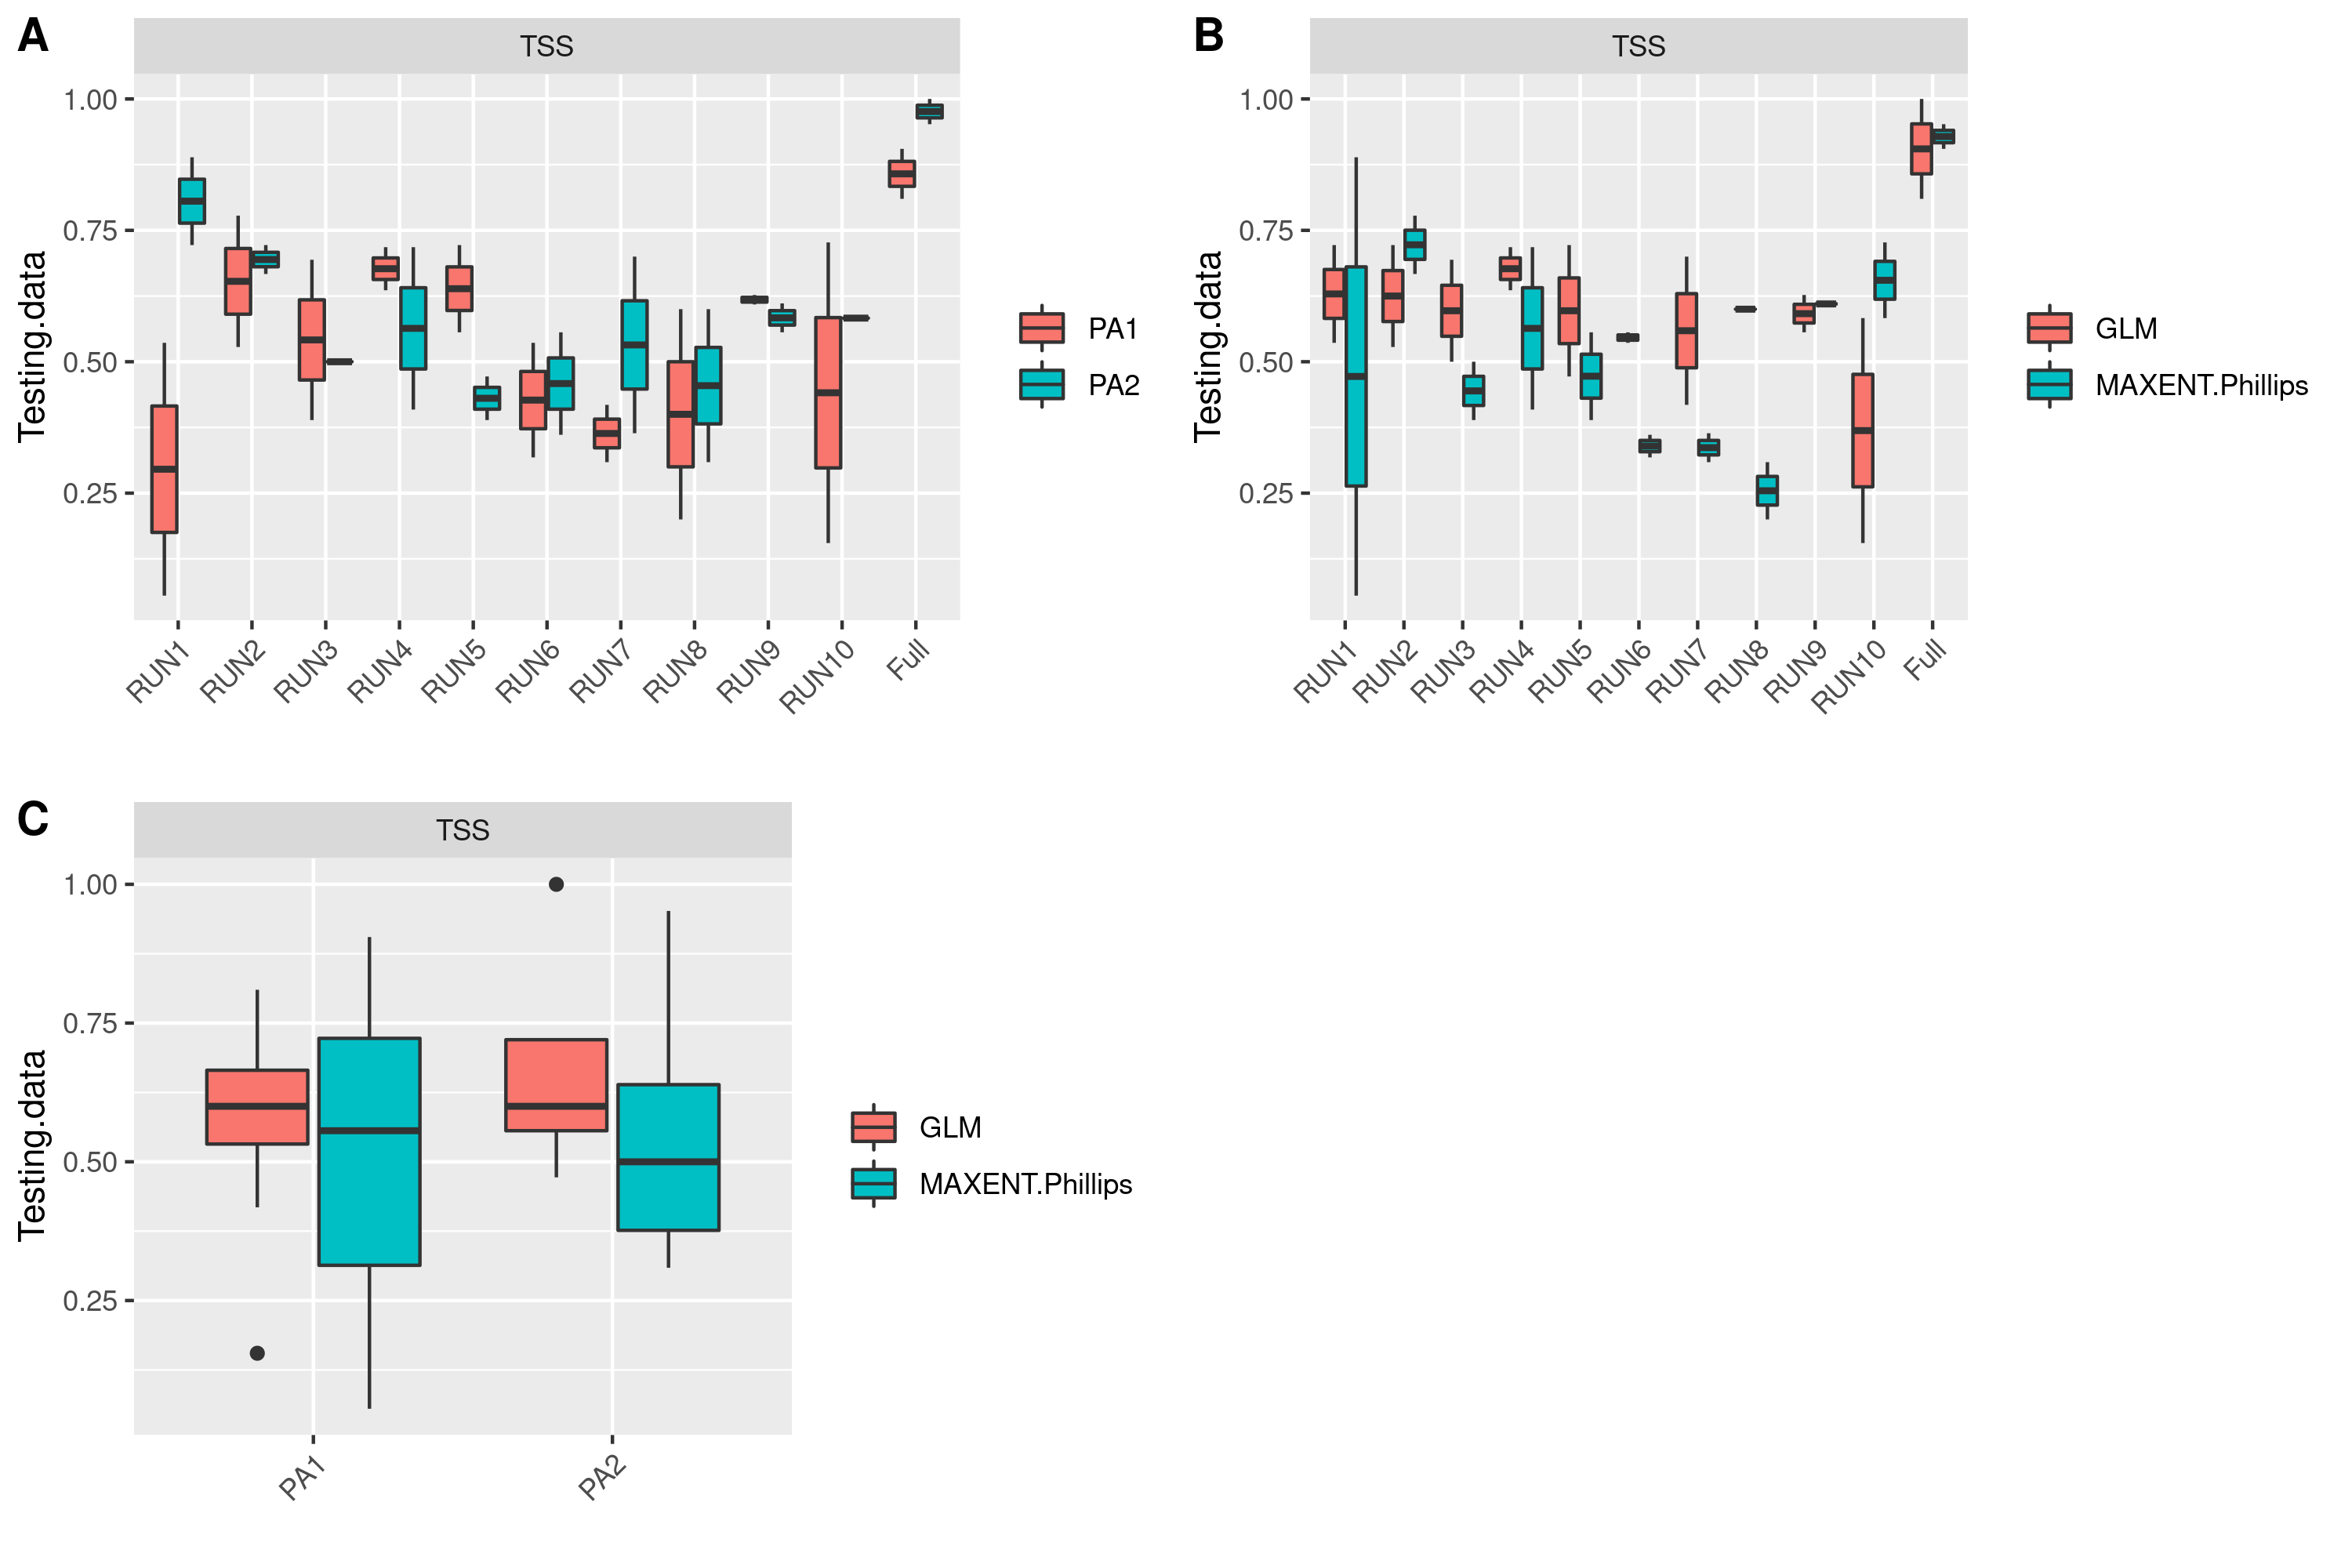 A
TSS
Testing.data
1.00
0.75
0.50
0.25
RUN1
RUN2
RUN3
RUN4
RUN5
RUN6
RUN7
RUN8
RUN9
RUN10
Full
PA1
PA2
B
TSS
Testing.data
1.00
0.75
0.50
0.25
RUN1
RUN2
RUN3
RUN4
RUN5
RUN6
RUN7
RUN8
RUN9
RUN10
Full
GLM
MAXENT.Phillips
C
TSS
Testing.data
1.00
0.75
0.50
0.25
PA1
PA2
GLM
MAXENT.Phillips